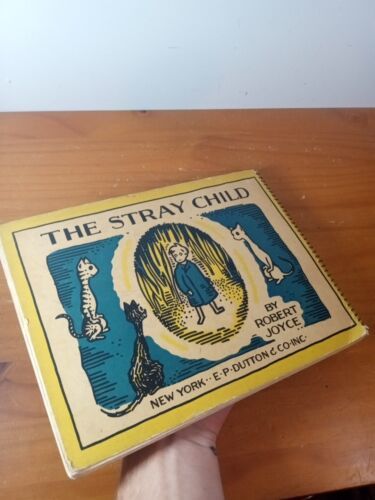 THE STRAY CHILD
BY
ROBERT
JOYCE
NEW YORK·· E·P·DUTTON & CO·INC·